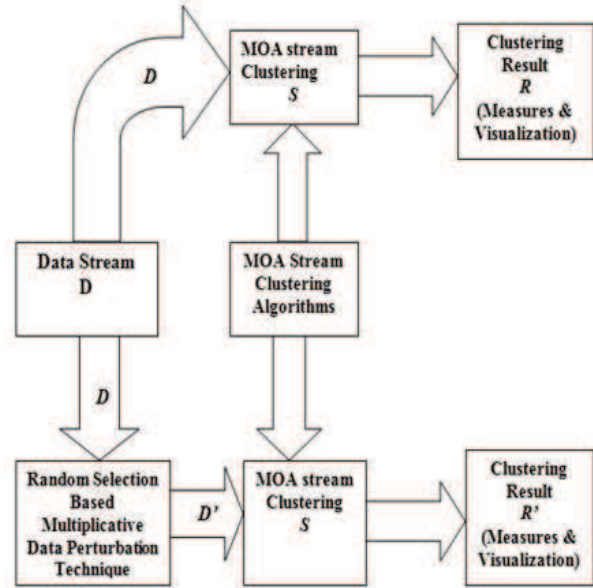 MOA stream
Clustering
S
Clustering
Result
R
(Measures &
Visualization)
D
Data Stream
D
MOA Stream
Clustering
Algorithms
D
Random Selection
Based
Multiplicative
Data Perturbation
Technique
D’
MOA stream
Clustering
S
Clustering
Result
R’
(Measures &
Visualization)